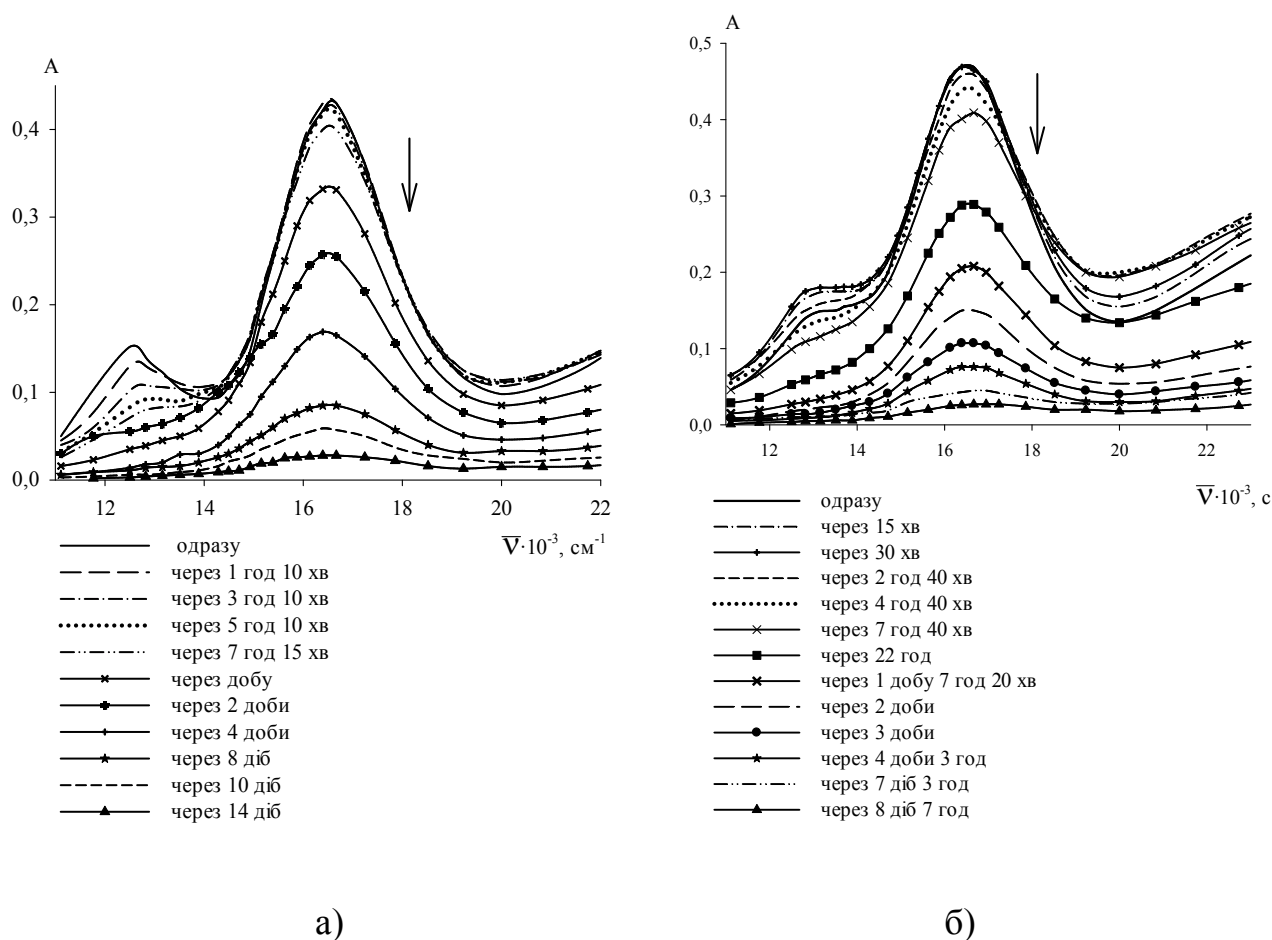 А
0,4
0,3
0,2
0,1
0,0
12
14
16
18
20
22
ν̅·10⁻³, см⁻¹
одразу
через 1 год 10 хв
через 3 год 10 хв
через 5 год 10 хв
через 7 год 15 хв
через добу
через 2 доби
через 4 доби
через 8 діб
через 10 діб
через 14 діб
а)
А
0,5
0,4
0,3
0,2
0,1
0,0
12
14
16
18
20
22
ν̅·10⁻³, с
одразу
через 15 хв
через 30 хв
через 2 год 40 хв
через 4 год 40 хв
через 7 год 40 хв
через 22 год
через 1 добу 7 год 20 хв
через 2 доби
через 3 доби
через 4 доби 3 год
через 7 діб 3 год
через 8 діб 7 год
б)